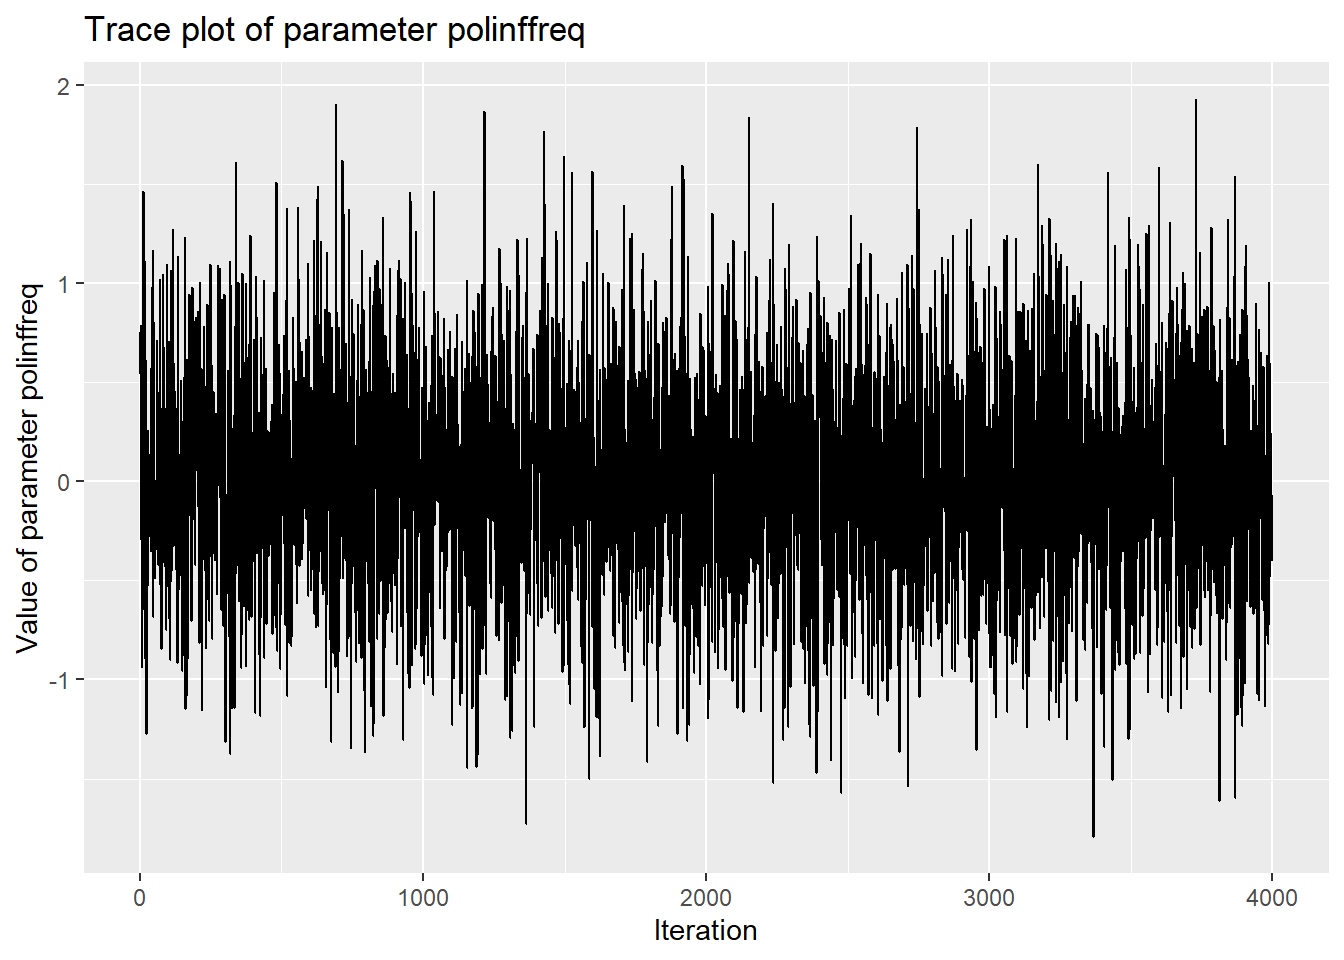 Trace plot of parameter polinffreq
Value of parameter polinffreq
2
1
0
-1
0 1000 2000 3000 4000
Iteration